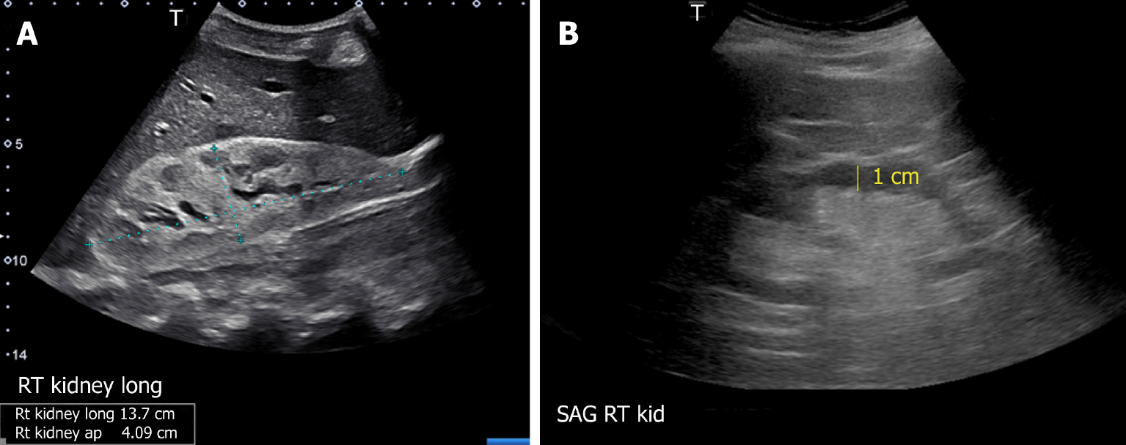 A
T
5
10
14
RT kidney long
Rt kidney long 13.7 cm
Rt kidney ap 4.09 cm
B
T
1 cm
SAG RT kid